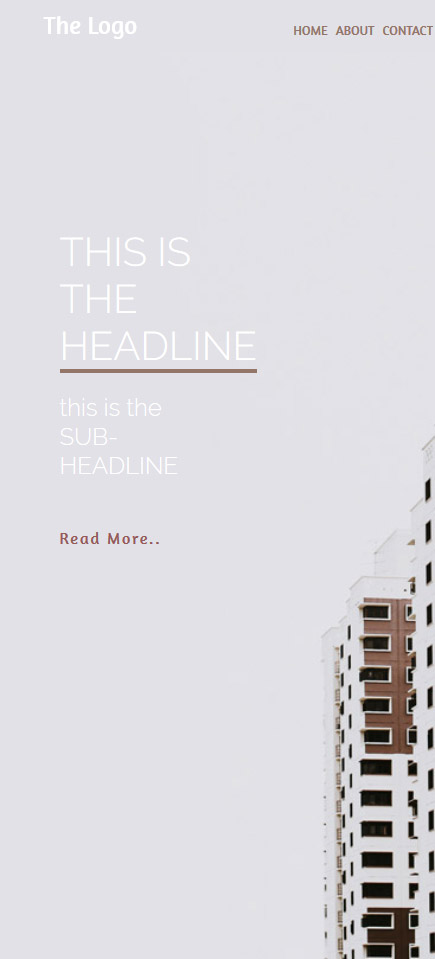 The Logo
HOME ABOUT CONTACT
THIS IS
THE
HEADLINE
this is the
SUB-
HEADLINE
Read More..